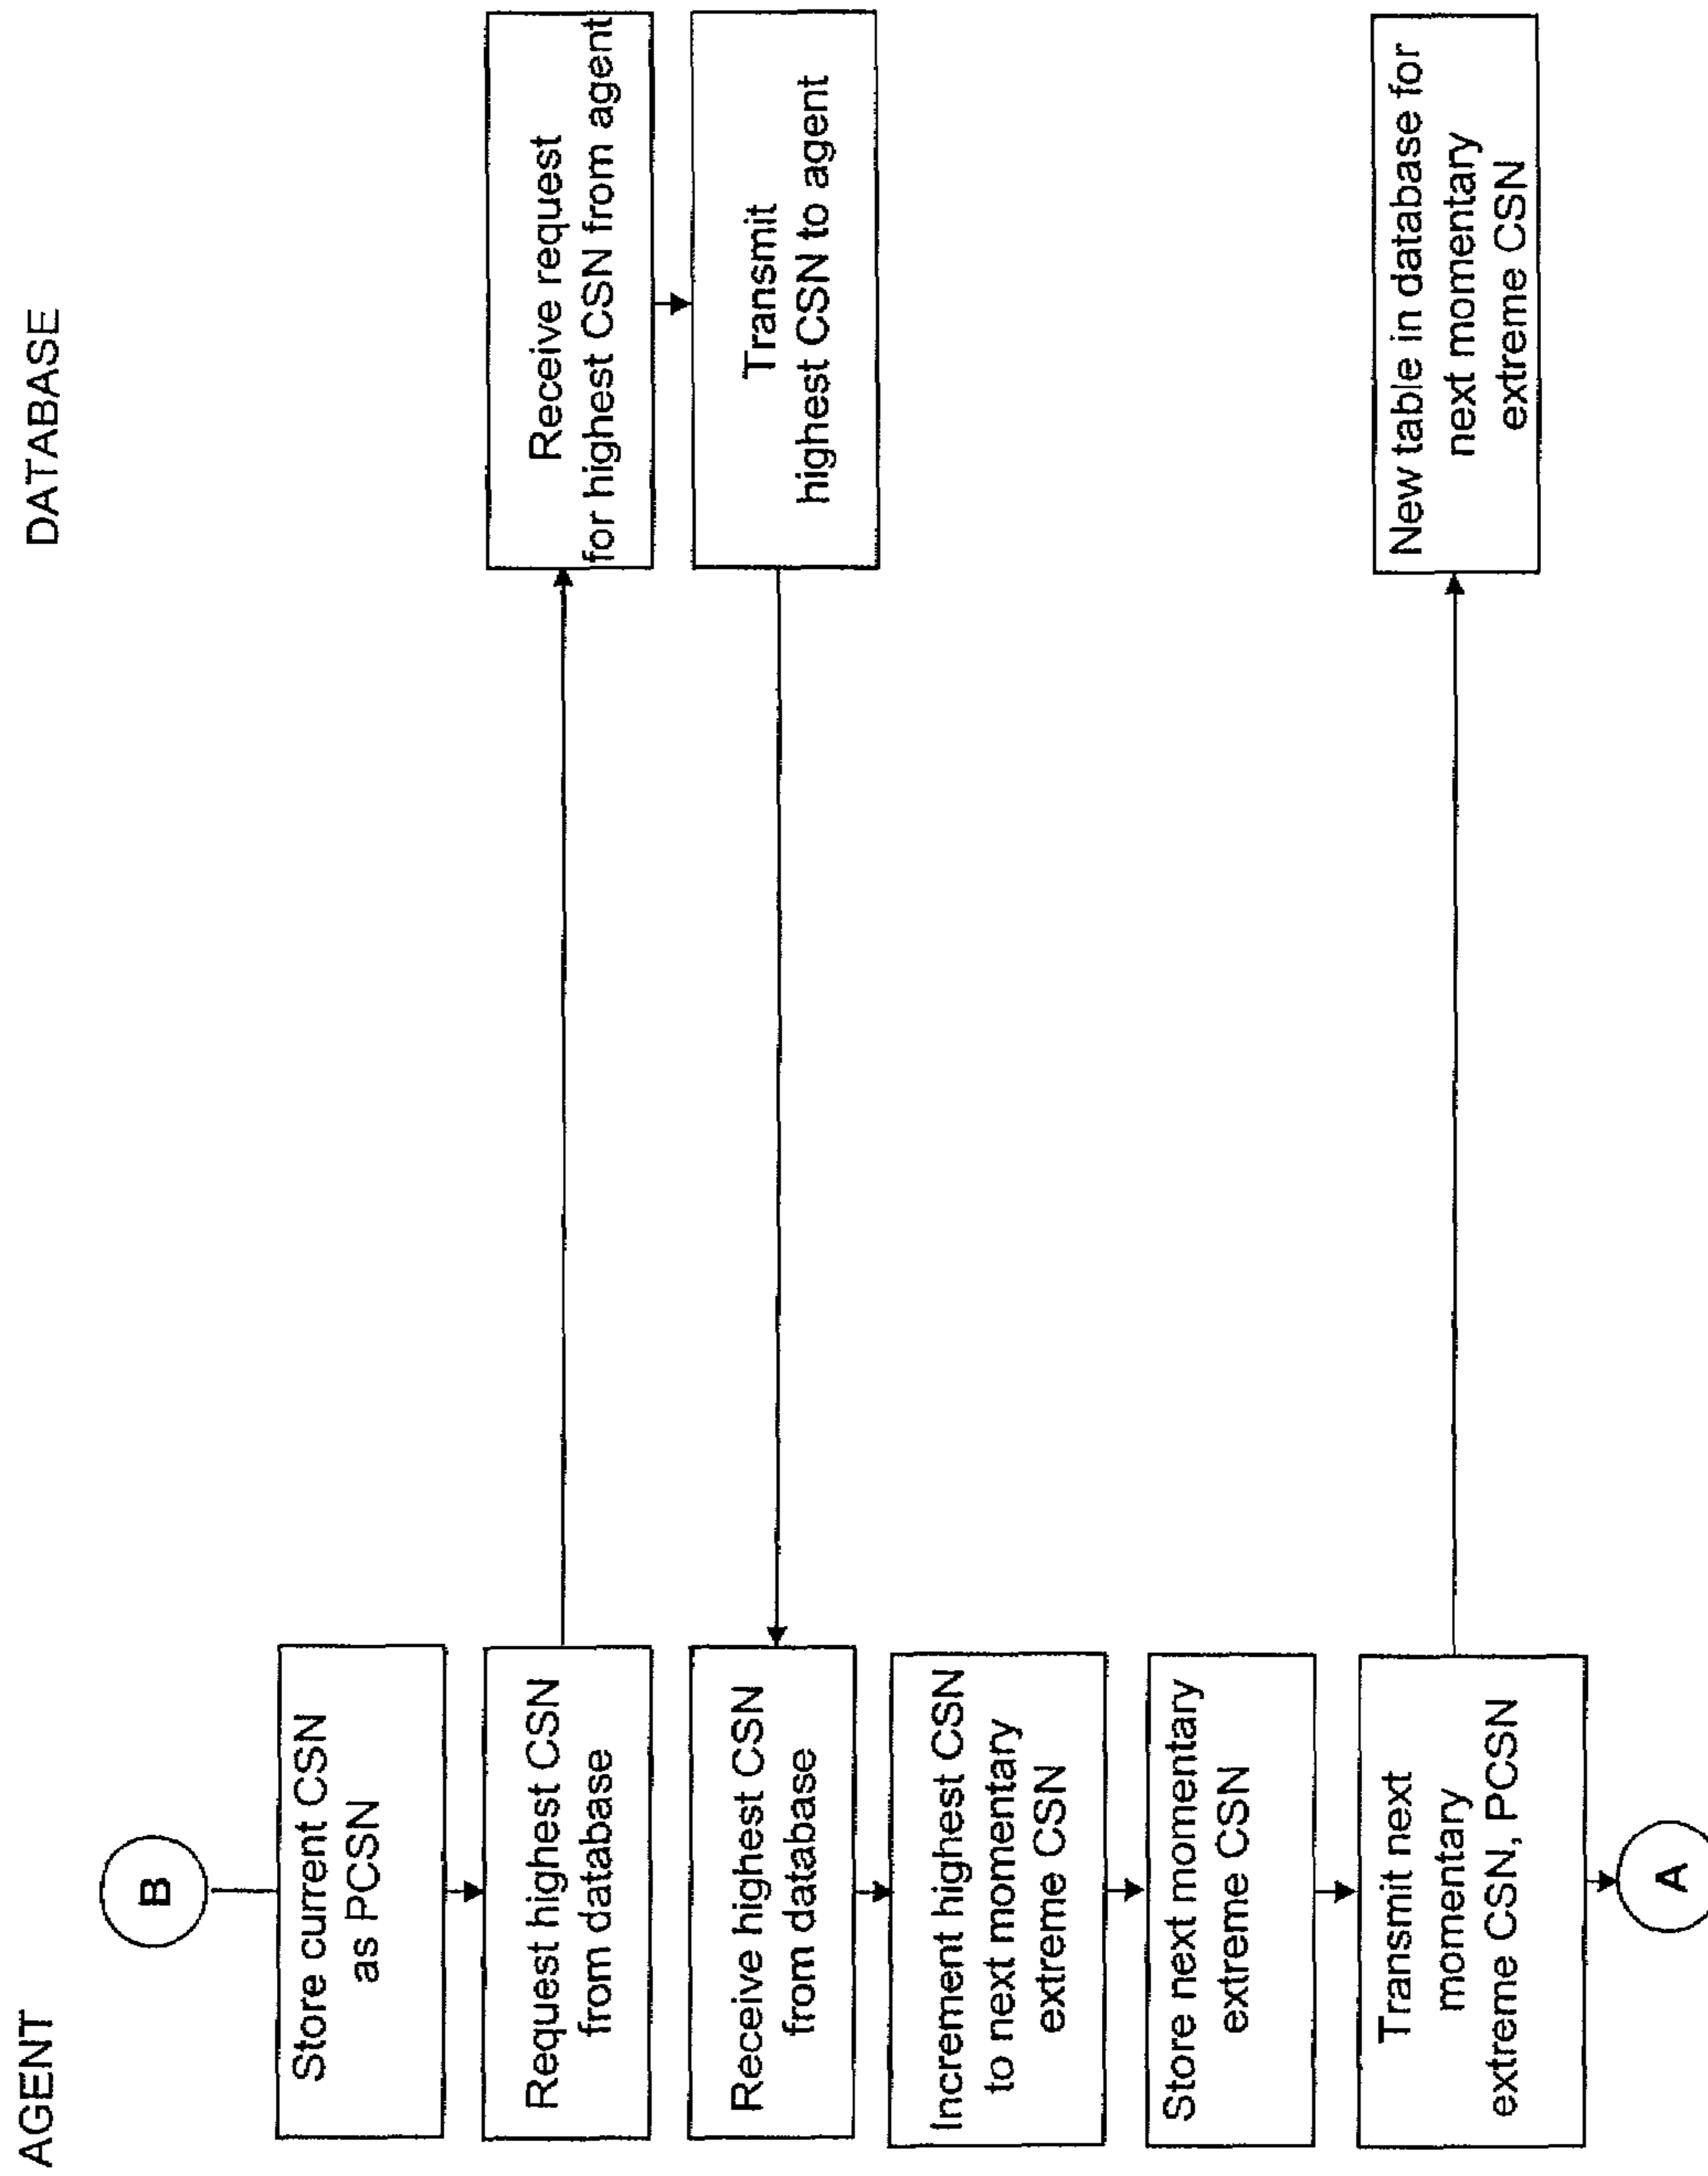 AGENT
DATABASE
B
Store current CSN
as PCSN
Request highest CSN
from database
Receive request
for highest CSN from agent
Transmit
highest CSN to agent
Receive highest CSN
from database
Increment highest CSN
to next momentary
extreme CSN
Store next momentary
extreme CSN
Transmit next
momentary
extreme CSN, PCSN
New table in database for
next momentary
extreme CSN
A